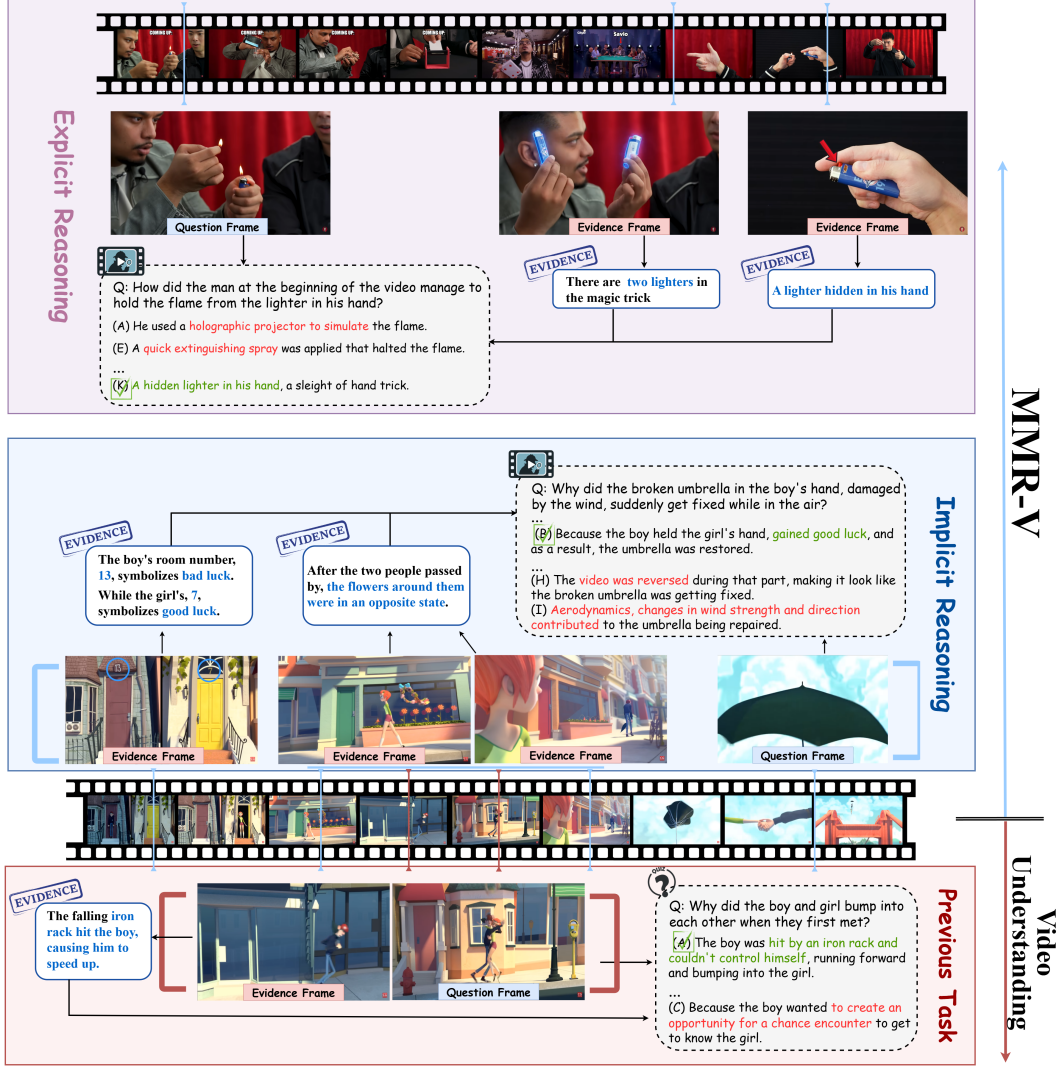 COMING UP:
COMING UP:
COMING UP:
COMING UP:
Savio
Explicit Reasoning
Question Frame
Evidence Frame
Evidence Frame
EVIDENCE
There are two lighters in
the magic trick
EVIDENCE
A lighter hidden in his hand
Q: How did the man at the beginning of the video manage to
hold the flame from the lighter in his hand?
(A) He used a holographic projector to simulate the flame.
(E) A quick extinguishing spray was applied that halted the flame.
...
(K) A hidden lighter in his hand, a sleight of hand trick.
MMR-V
Implicit Reasoning
EVIDENCE
The boy's room number,
13, symbolizes bad luck.
While the girl's, 7,
symbolizes good luck.
EVIDENCE
After the two people passed
by, the flowers around them
were in an opposite state.
Q: Why did the broken umbrella in the boy's hand, damaged
by the wind, suddenly get fixed while in the air?
...
(B) Because the boy held the girl's hand, gained good luck, and
as a result, the umbrella was restored.
...
(H) The video was reversed during that part, making it look like
the broken umbrella was getting fixed.
(I) Aerodynamics, changes in wind strength and direction
contributed to the umbrella being repaired.
13
Evidence Frame
Evidence Frame
Evidence Frame
Question Frame
Video
Understanding
Previous Task
EVIDENCE
The falling iron
rack hit the boy,
causing him to
speed up.
Evidence Frame
Question Frame
QUIZ
?
Q: Why did the boy and girl bump into
each other when they first met?
(A) The boy was hit by an iron rack and
couldn't control himself, running forward
and bumping into the girl.
...
(C) Because the boy wanted to create an
opportunity for a chance encounter to get
to know the girl.